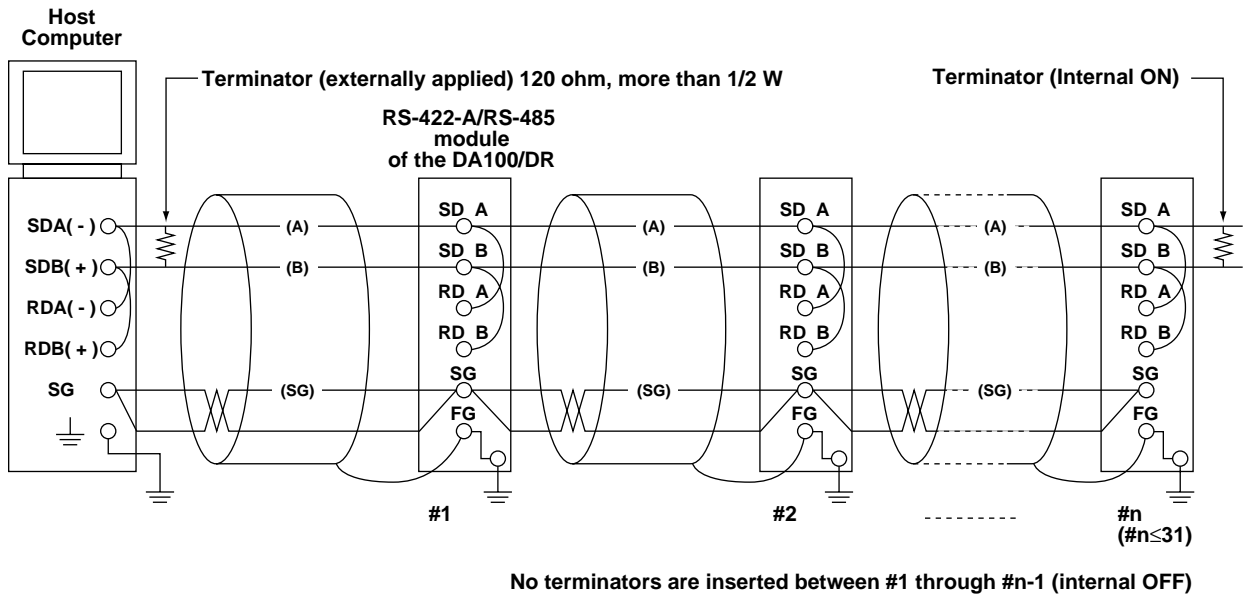 Host
Computer
Terminator (externally applied) 120 ohm, more than 1/2 W
Terminator (Internal ON)
RS-422-A/RS-485
module
of the DA100/DR
SDA( - )
SDB( + )
RDA( - )
RDB( + )
SG
(A)
(B)
(SG)
SD A
SD B
RD A
RD B
SG
FG
#1
(A)
(B)
(SG)
SD A
SD B
RD A
RD B
SG
FG
#2
(A)
(B)
(SG)
SD A
SD B
RD A
RD B
SG
FG
#n
(#n≤31)
No terminators are inserted between #1 through #n-1 (internal OFF)